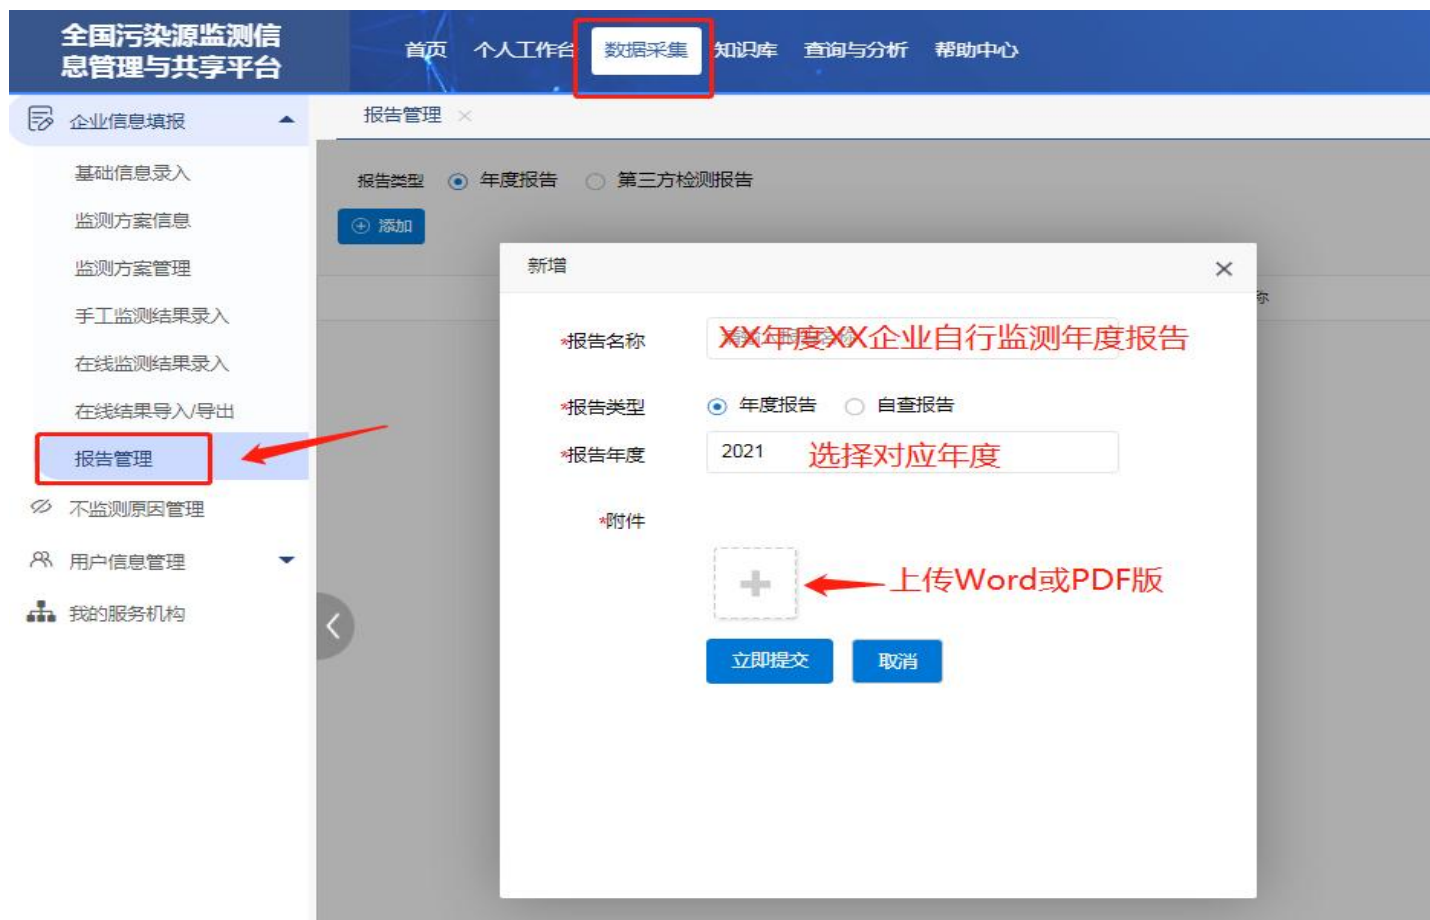 全国污染源监测信
息管理与共享平台
首页 个人工作台 数据采集 知识库 查询与分析 帮助中心
企业信息填报
报告管理
基础信息录入
监测方案信息
监测方案管理
手工监测结果录入
在线监测结果录入
在线结果导入/导出
报告管理
不监测原因管理
用户信息管理
我的服务机构
报告类型 年度报告 第三方检测报告
添加
新增
*报告名称 XX年度XX企业自行监测年度报告
*报告类型 年度报告 自查报告
*报告年度 2021 选择对应年度
*附件
上传Word或PDF版
立即提交 取消